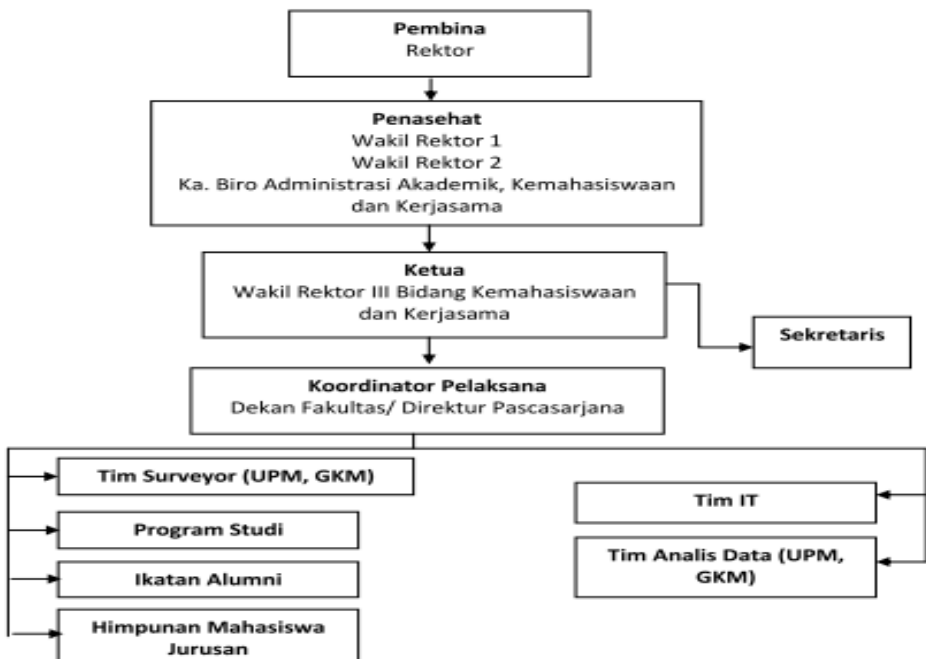 Pembina
Rektor
Penasehat
Wakil Rektor 1
Wakil Rektor 2
Ka. Biro Administrasi Akademik, Kemahasiswaan
dan Kerjasama
Ketua
Wakil Rektor III Bidang Kemahasiswaan
dan Kerjasama
Sekretaris
Koordinator Pelaksana
Dekan Fakultas/ Direktur Pascasarjana
Tim Surveyor (UPM, GKM)
Program Studi
Ikatan Alumni
Himpunan Mahasiswa
Jurusan
Tim IT
Tim Analis Data (UPM,
GKM)